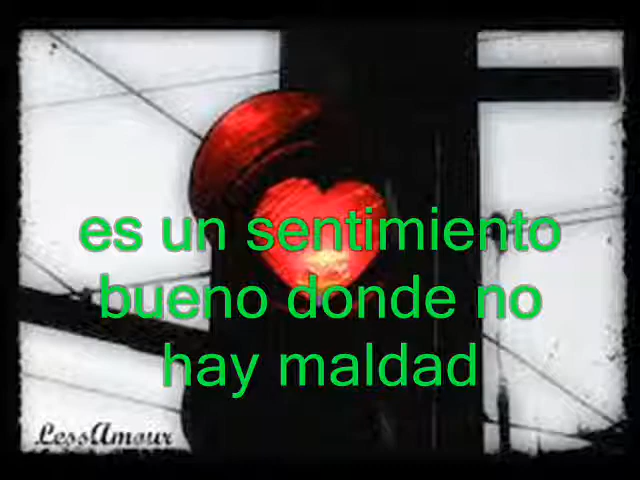 es un sentimiento
bueno donde no
hay maldad
LessAmour